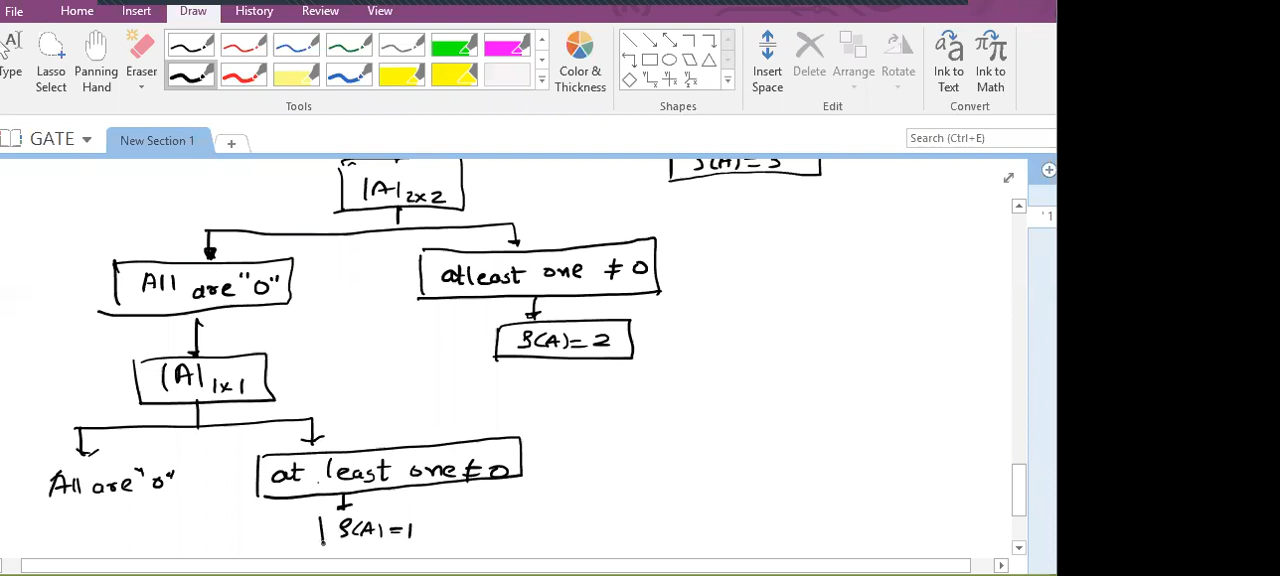 File Home Insert Draw History Review View
Type
Lasso Select
Panning Hand
Eraser
Color & Thickness
Insert Space
Delete
Arrange
Rotate
Ink to Text
Ink to Math
Tools
Shapes
Edit
Convert
GATE
New Section 1
+
Search (Ctrl+E)
ρ(A)=3
|A|2x2
All are "0"
atleast one ≠ 0
ρ(A)=2
|A|1x1
All are "0"
at least one ≠ 0
ρ(A)=1